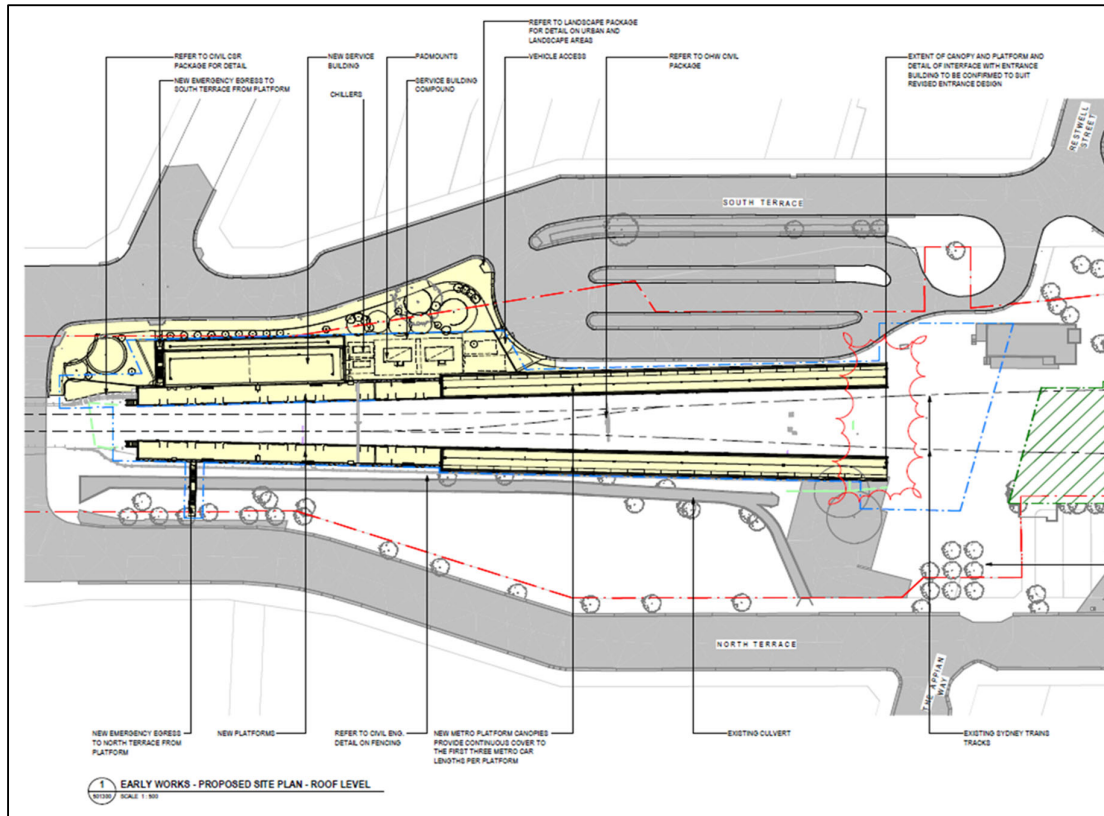 REFER TO LANDSCAPE PACKAGE
FOR DETAIL ON URBAN AND
LANDSCAPE AREAS
REFER TO CIVIL CSR
PACKAGE FOR DETAIL
NEW EMERGENCY EGRESS TO
SOUTH TERRACE FROM PLATFORM
NEW SERVICE
BUILDING
CHILLERS
PADMOUNTS
SERVICE BUILDING
COMPOUND
VEHICLE ACCESS
REFER TO OHW CIVIL
PACKAGE
EXTENT OF CANOPY AND PLATFORM AND
DETAIL OF INTERFACE WITH ENTRANCE
BUILDING TO BE CONFIRMED TO SUIT
REVISED ENTRANCE DESIGN
RESTWELL
STREET
SOUTH TERRACE
NORTH TERRACE
THE APPIAN
WAY
NEW EMERGENCY EGRESS
TO NORTH TERRACE FROM
PLATFORM
NEW PLATFORMS
REFER TO CIVIL ENG.
DETAIL ON FENCING
NEW METRO PLATFORM CANOPIES
PROVIDE CONTINUOUS COVER TO
THE FIRST THREE METRO CAR
LENGTHS PER PLATFORM
EXISTING CULVERT
EXISTING SYDNEY TRAINS
TRACKS
1
EARLY WORKS - PROPOSED SITE PLAN - ROOF LEVEL
SCALE 1 : 500